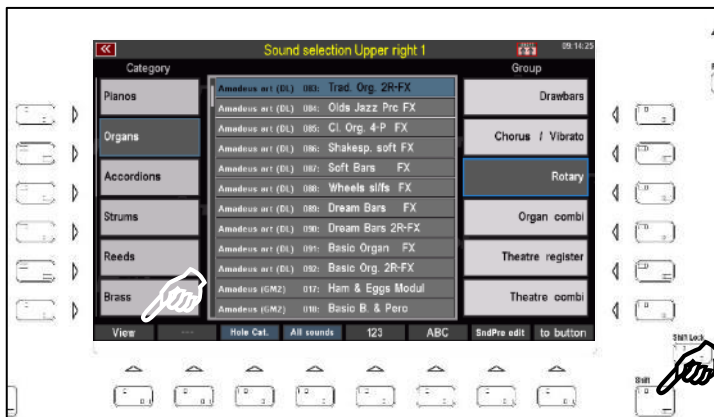 Sound selection Upper right 1
09:14:25
Category
Group
Pianos
Organs
Accordions
Strums
Reeds
Brass
Amadeus art (DL) 083: Trad. Org. 2R-FX
Amadeus art (DL) 084: Olds Jazz Prc FX
Amadeus art (DL) 085: Cl. Org. 4-P FX
Amadeus art (DL) 086: Shakesp. soft FX
Amadeus art (DL) 087: Soft Bars FX
Amadeus art (DL) 088: Wheels sl/fs FX
Amadeus art (DL) 089: Dream Bars FX
Amadeus art (DL) 090: Dream Bars 2R-FX
Amadeus art (DL) 091: Basic Organ FX
Amadeus art (DL) 092: Basic Org. 2R-FX
Amadeus (GM2) 017: Ham & Eggs Modul
Amadeus (GM2) 018: Basic B. & Perc
Drawbars
Chorus / Vibrato
Rotary
Organ combi
Theatre register
Theatre combi
View --- Hole Cat. All sounds 123 ABC SndPre edit to button
Shift Lock
Shift